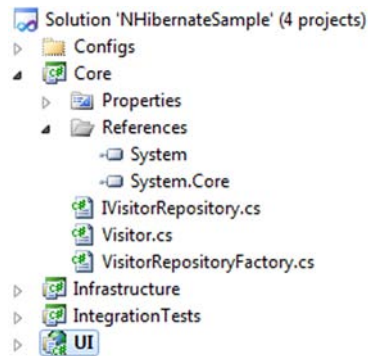 Solution 'NHibernateSample' (4 projects)
Configs
Core
Properties
References
System
System.Core
IVisitorRepository.cs
Visitor.cs
VisitorRepositoryFactory.cs
Infrastructure
IntegrationTests
UI